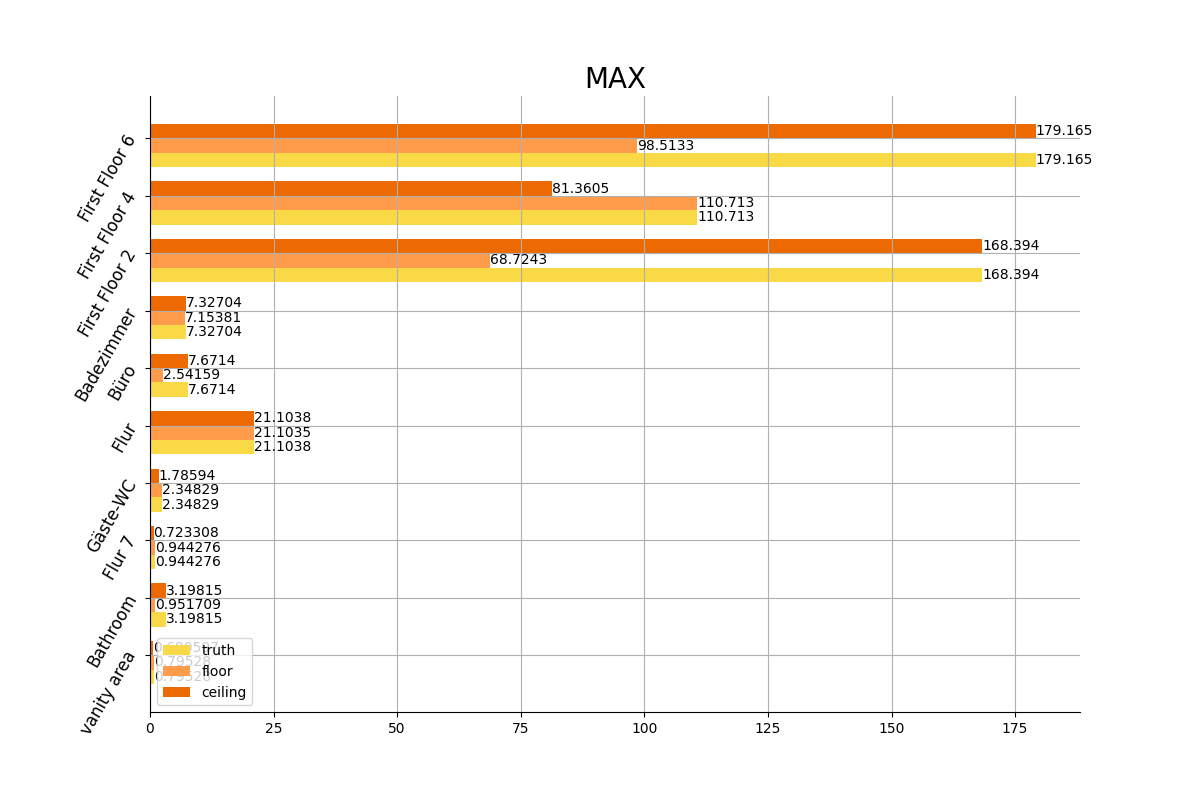 MAX
First Floor 6
179.165
98.5133
179.165
First Floor 4
81.3605
110.713
110.713
First Floor 2
168.394
68.7243
168.394
Badezimmer
7.32704
7.15381
7.32704
Büro
7.6714
2.54159
7.6714
Flur
21.1038
21.1035
21.1038
Gäste-WC
1.78594
2.34829
2.34829
Flur 7
0.723308
0.944276
0.944276
Bathroom
3.19815
0.951709
3.19815
vanity area
0.79528
0.79528
truth
floor
ceiling
0 25 50 75 100 125 150 175